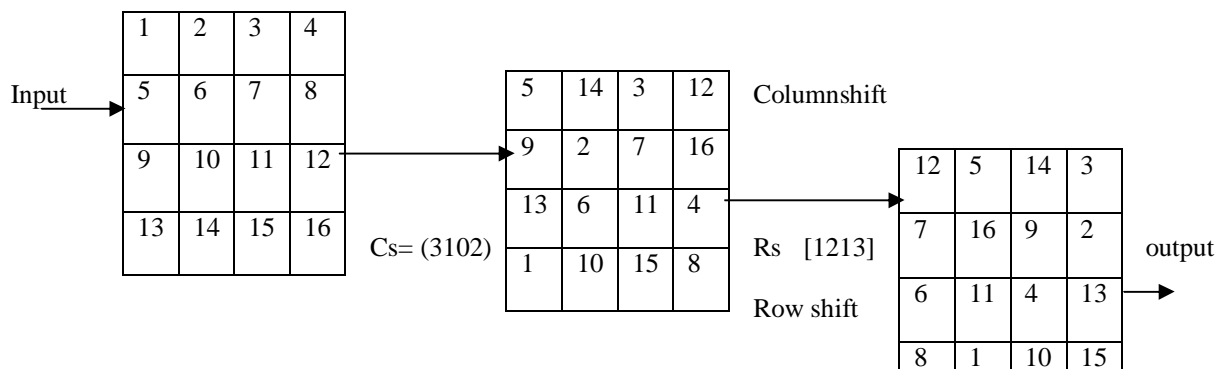 Input
1 2 3 4
5 6 7 8
9 10 11 12
13 14 15 16
Cs= (3102)
5 14 3 12
9 2 7 16
13 6 11 4
1 10 15 8
Columnshift
Rs [1213]
Row shift
12 5 14 3
7 16 9 2
6 11 4 13
8 1 10 15
output